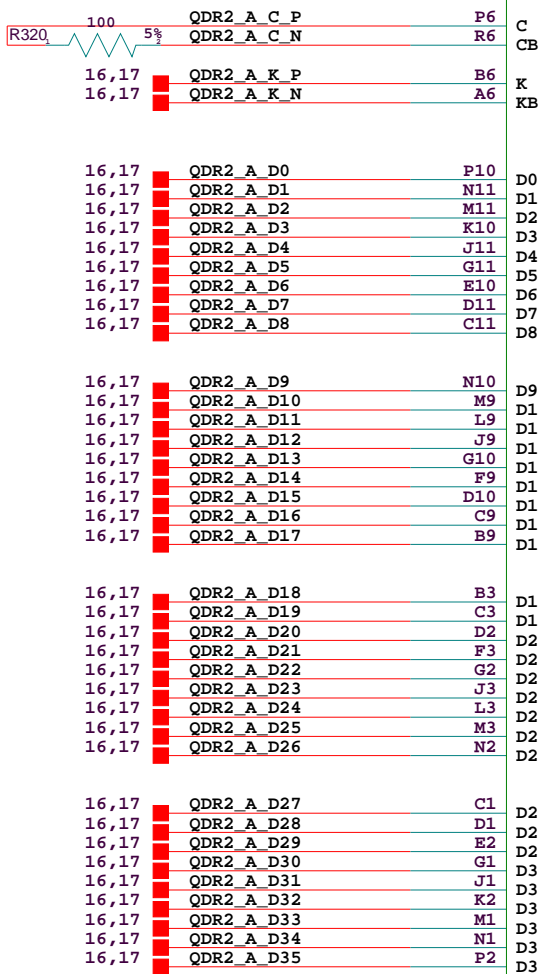 100 QDR2_A_C_P P6 C
R320 1 5% 2 QDR2_A_C_N R6 CB
16,17 QDR2_A_K_P B6 K
16,17 QDR2_A_K_N A6 KB
16,17 QDR2_A_D0 P10 D0
16,17 QDR2_A_D1 N11 D1
16,17 QDR2_A_D2 M11 D2
16,17 QDR2_A_D3 K10 D3
16,17 QDR2_A_D4 J11 D4
16,17 QDR2_A_D5 G11 D5
16,17 QDR2_A_D6 E10 D6
16,17 QDR2_A_D7 D11 D7
16,17 QDR2_A_D8 C11 D8
16,17 QDR2_A_D9 N10 D9
16,17 QDR2_A_D10 M9 D1
16,17 QDR2_A_D11 L9 D1
16,17 QDR2_A_D12 J9 D1
16,17 QDR2_A_D13 G10 D1
16,17 QDR2_A_D14 F9 D1
16,17 QDR2_A_D15 D10 D1
16,17 QDR2_A_D16 C9 D1
16,17 QDR2_A_D17 B9 D1
16,17 QDR2_A_D18 B3 D1
16,17 QDR2_A_D19 C3 D1
16,17 QDR2_A_D20 D2 D2
16,17 QDR2_A_D21 F3 D2
16,17 QDR2_A_D22 G2 D2
16,17 QDR2_A_D23 J3 D2
16,17 QDR2_A_D24 L3 D2
16,17 QDR2_A_D25 M3 D2
16,17 QDR2_A_D26 N2 D2
16,17 QDR2_A_D27 C1 D2
16,17 QDR2_A_D28 D1 D2
16,17 QDR2_A_D29 E2 D2
16,17 QDR2_A_D30 G1 D3
16,17 QDR2_A_D31 J1 D3
16,17 QDR2_A_D32 K2 D3
16,17 QDR2_A_D33 M1 D3
16,17 QDR2_A_D34 N1 D3
16,17 QDR2_A_D35 P2 D3